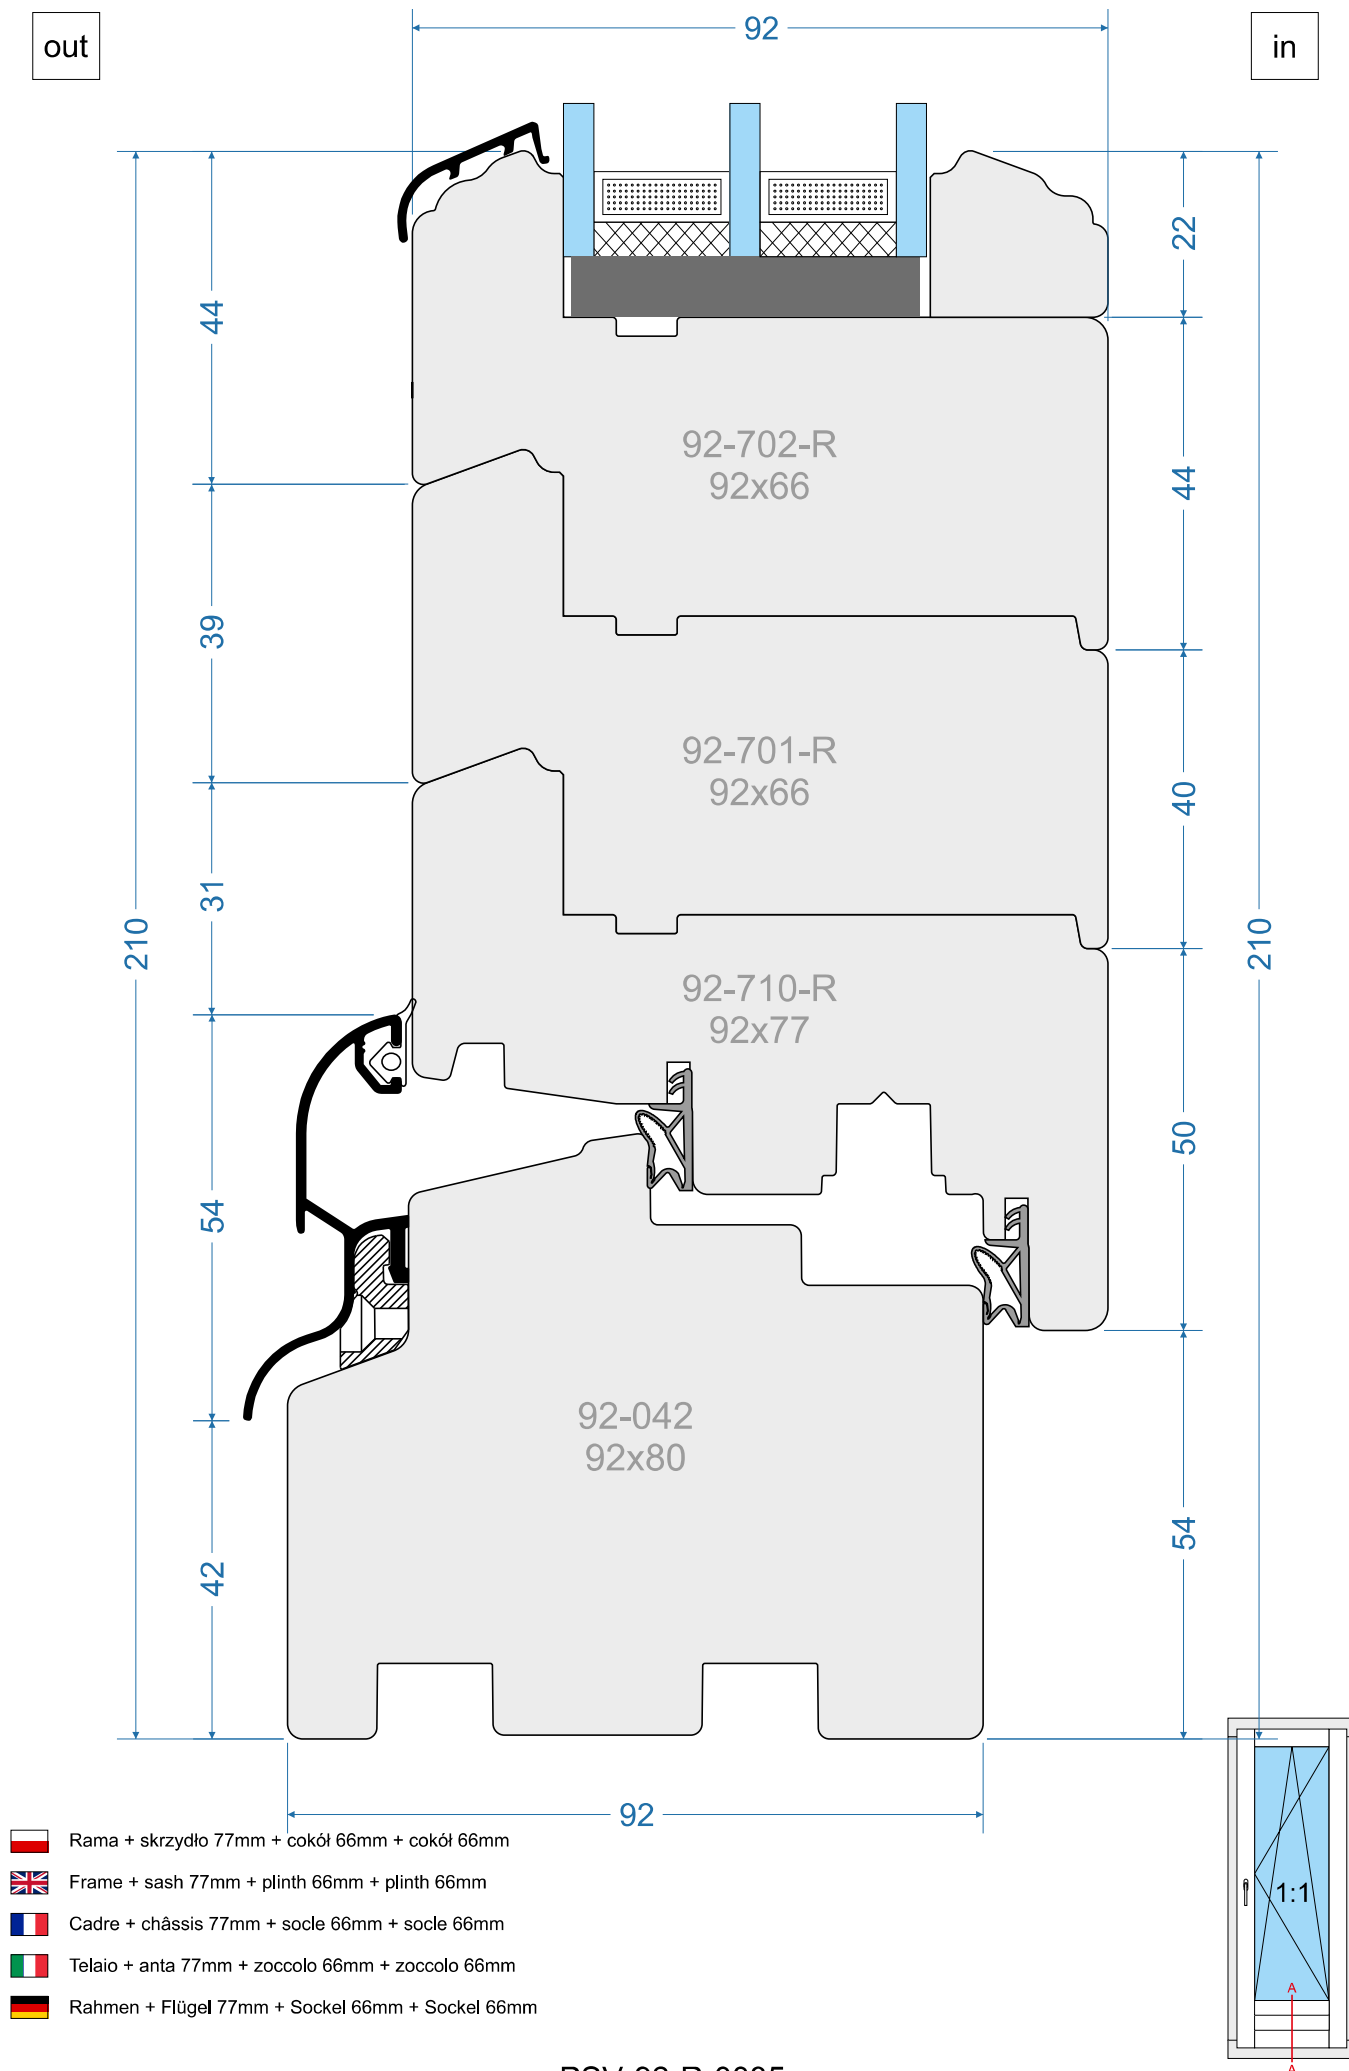 out
92
in
22
44
44
92-702-R
92x66
39
92-701-R
92x66
40
31
210
210
92-710-R
92x77
50
54
92-042
92x80
54
42
92
Rama + skrzydło 77mm + cokół 66mm + cokół 66mm
Frame + sash 77mm + plinth 66mm + plinth 66mm
Cadre + châssis 77mm + socle 66mm + socle 66mm
Telaio + anta 77mm + zoccolo 66mm + zoccolo 66mm
Rahmen + Flügel 77mm + Sockel 66mm + Sockel 66mm
1:1
A
A